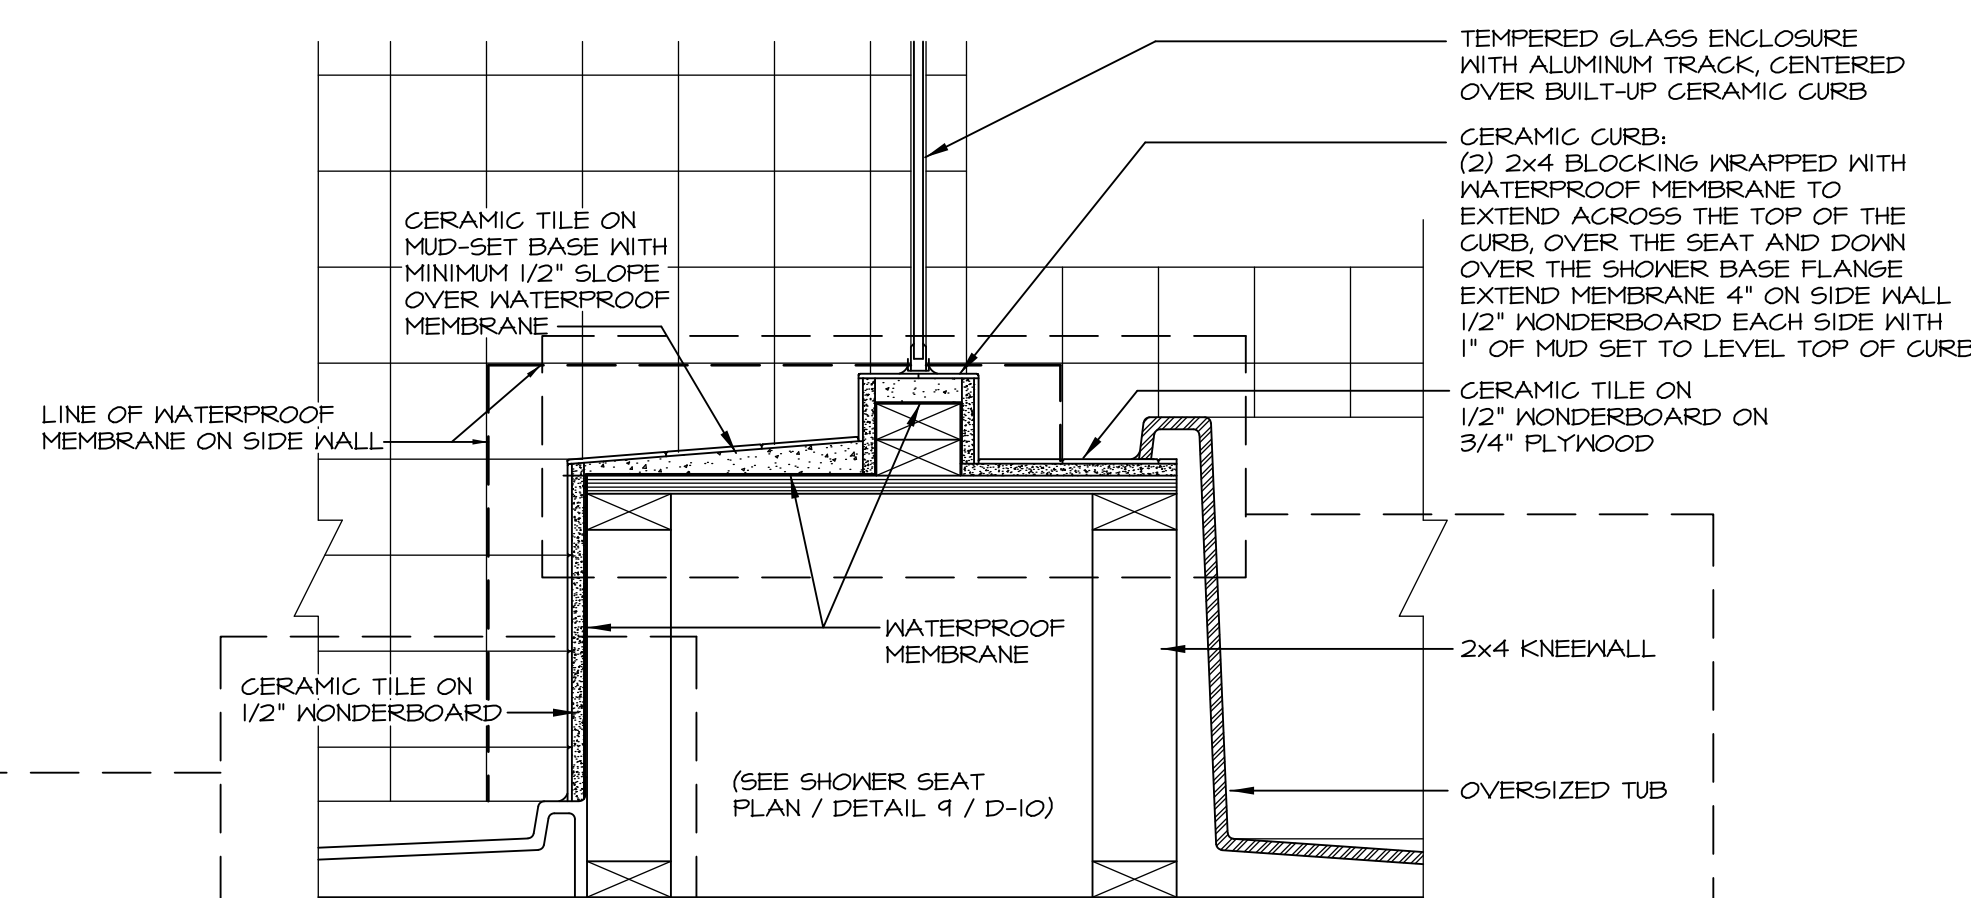 TEMPERED GLASS ENCLOSURE
WITH ALUMINUM TRACK, CENTERED
OVER BUILT-UP CERAMIC CURB
CERAMIC CURB:
(2) 2x4 BLOCKING WRAPPED WITH
WATERPROOF MEMBRANE TO
EXTEND ACROSS THE TOP OF THE
CURB, OVER THE SEAT AND DOWN
OVER THE SHOWER BASE FLANGE
EXTEND MEMBRANE 4" ON SIDE WALL
1/2" WONDERBOARD EACH SIDE WITH
1" OF MUD SET TO LEVEL TOP OF CURB
CERAMIC TILE ON
MUD-SET BASE WITH
MINIMUM 1/2" SLOPE
OVER WATERPROOF
MEMBRANE
CERAMIC TILE ON
1/2" WONDERBOARD ON
3/4" PLYWOOD
LINE OF WATERPROOF
MEMBRANE ON SIDE WALL
WATERPROOF
MEMBRANE
2x4 KNEEWALL
CERAMIC TILE ON
1/2" WONDERBOARD
(SEE SHOWER SEAT
PLAN / DETAIL 9 / D-10)
OVERSIZED TUB